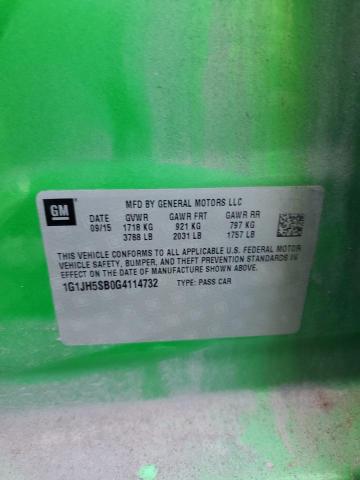 GM
MFD BY GENERAL MOTORS LLC
DATE GVWR GAWR FRT GAWR RR
09/15 1718 KG 921 KG 797 KG
3788 LB 2031 LB 1757 LB
THIS VEHICLE CONFORMS TO ALL APPLICABLE U.S. FEDERAL MOTOR
VEHICLE SAFETY, BUMPER, AND THEFT PREVENTION STANDARDS IN
EFFECT ON THE DATE OF MANUFACTURE SHOWN ABOVE.
1G1JH5SB0G4114732 TYPE: PASS CAR